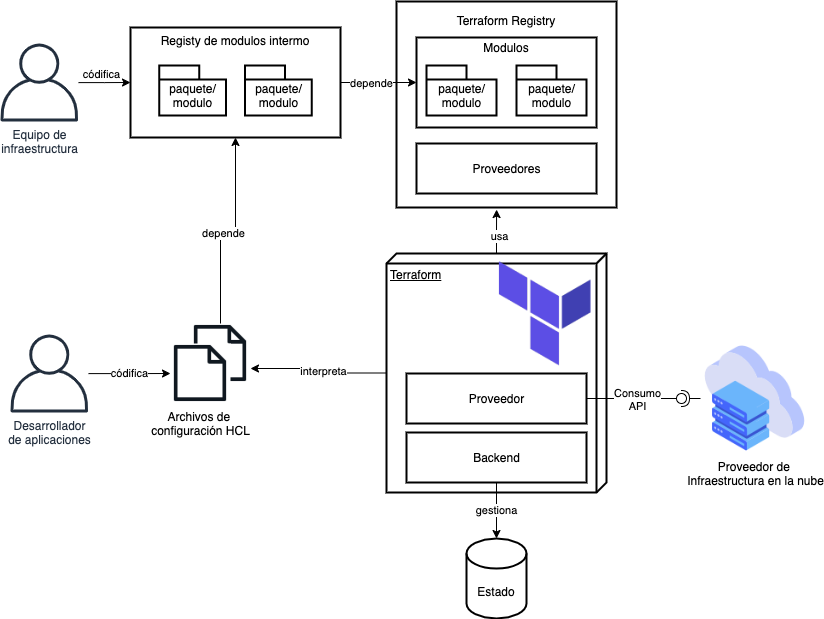 Registy de modulos intermo
Terraform Registry
Modulos
códifica
paquete/
modulo
paquete/
modulo
depende
paquete/
modulo
paquete/
modulo
Equipo de
infraestructura
Proveedores
depende
usa
Terraform
códifica
interpreta
Proveedor
Consumo
API
Archivos de
configuración HCL
Desarrollador
de aplicaciones
Backend
Proveedor de
Infraestructura en la nube
gestiona
Estado